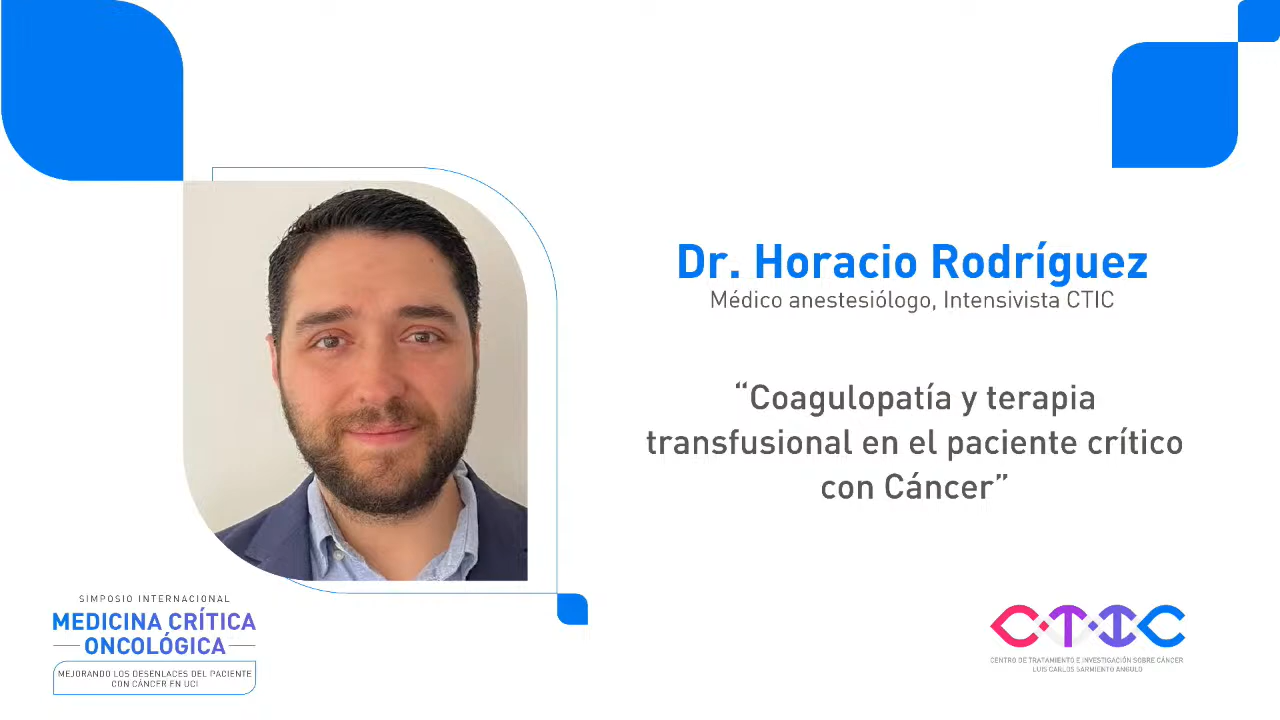 Dr. Horacio Rodríguez
Médico anestesiólogo, Intensivista CTIC
“Coagulopatía y terapia
transfusional en el paciente crítico
con Cáncer”
SIMPOSIO INTERNACIONAL
MEDICINA CRÍTICA
ONCOLÓGICA
MEJORANDO LOS DESENLACES DEL PACIENTE
CON CÁNCER EN UCI
CTIC
CENTRO DE TRATAMIENTO E INVESTIGACIÓN SOBRE CÁNCER
LUIS CARLOS SARMIENTO ANGULO